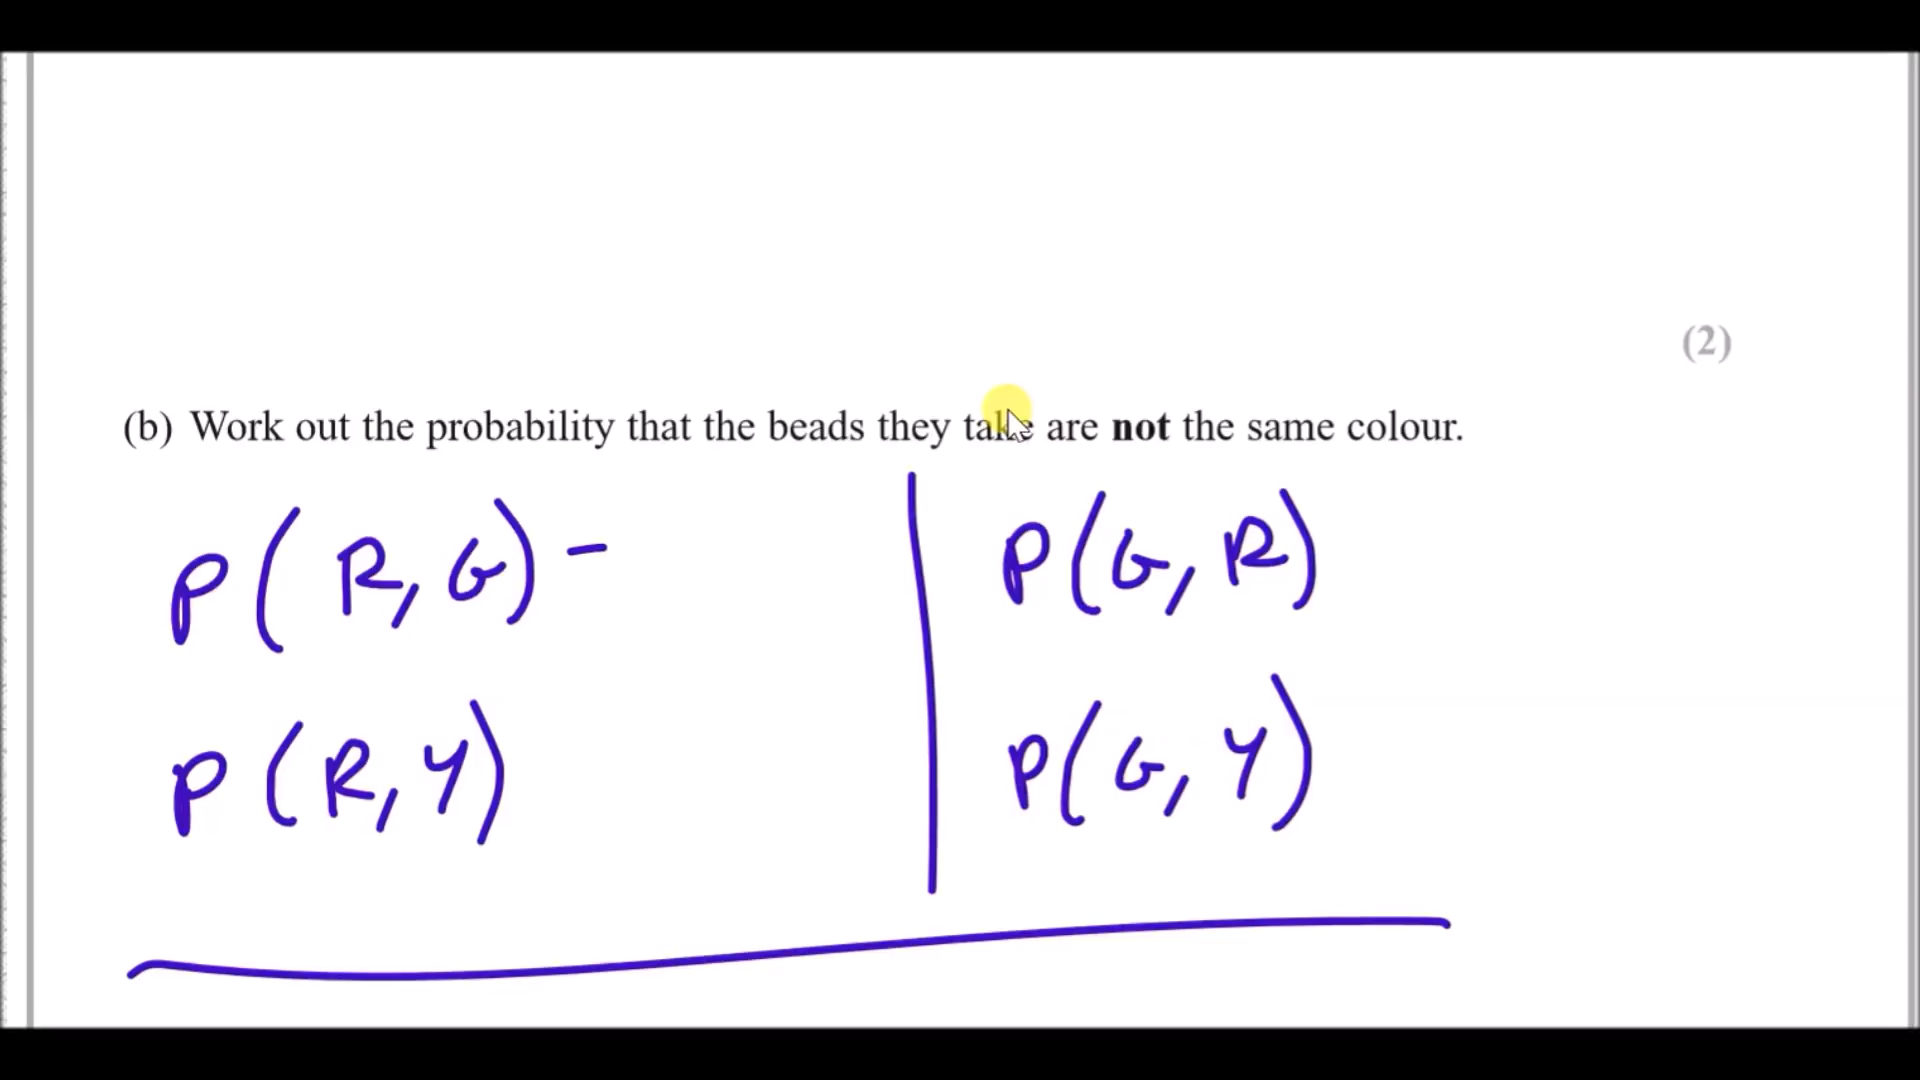 (2)
(b) Work out the probability that the beads they take are not the same colour.
P( R, G) -
P(G, R)
P (R, Y)
P(G, Y)